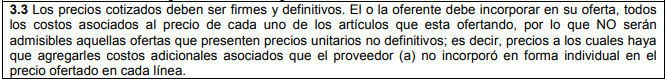 3.3 Los precios cotizados deben ser firmes y definitivos. El o la oferente debe incorporar en su oferta, todos
los costos asociados al precio de cada uno de los artículos que esta ofertando, por lo que NO serán
admisibles aquellas ofertas que presenten precios unitarios no definitivos; es decir, precios a los cuales haya
que agregarles costos adicionales asociados que el proveedor (a) no incorporó en forma individual en el
precio ofertado en cada línea.